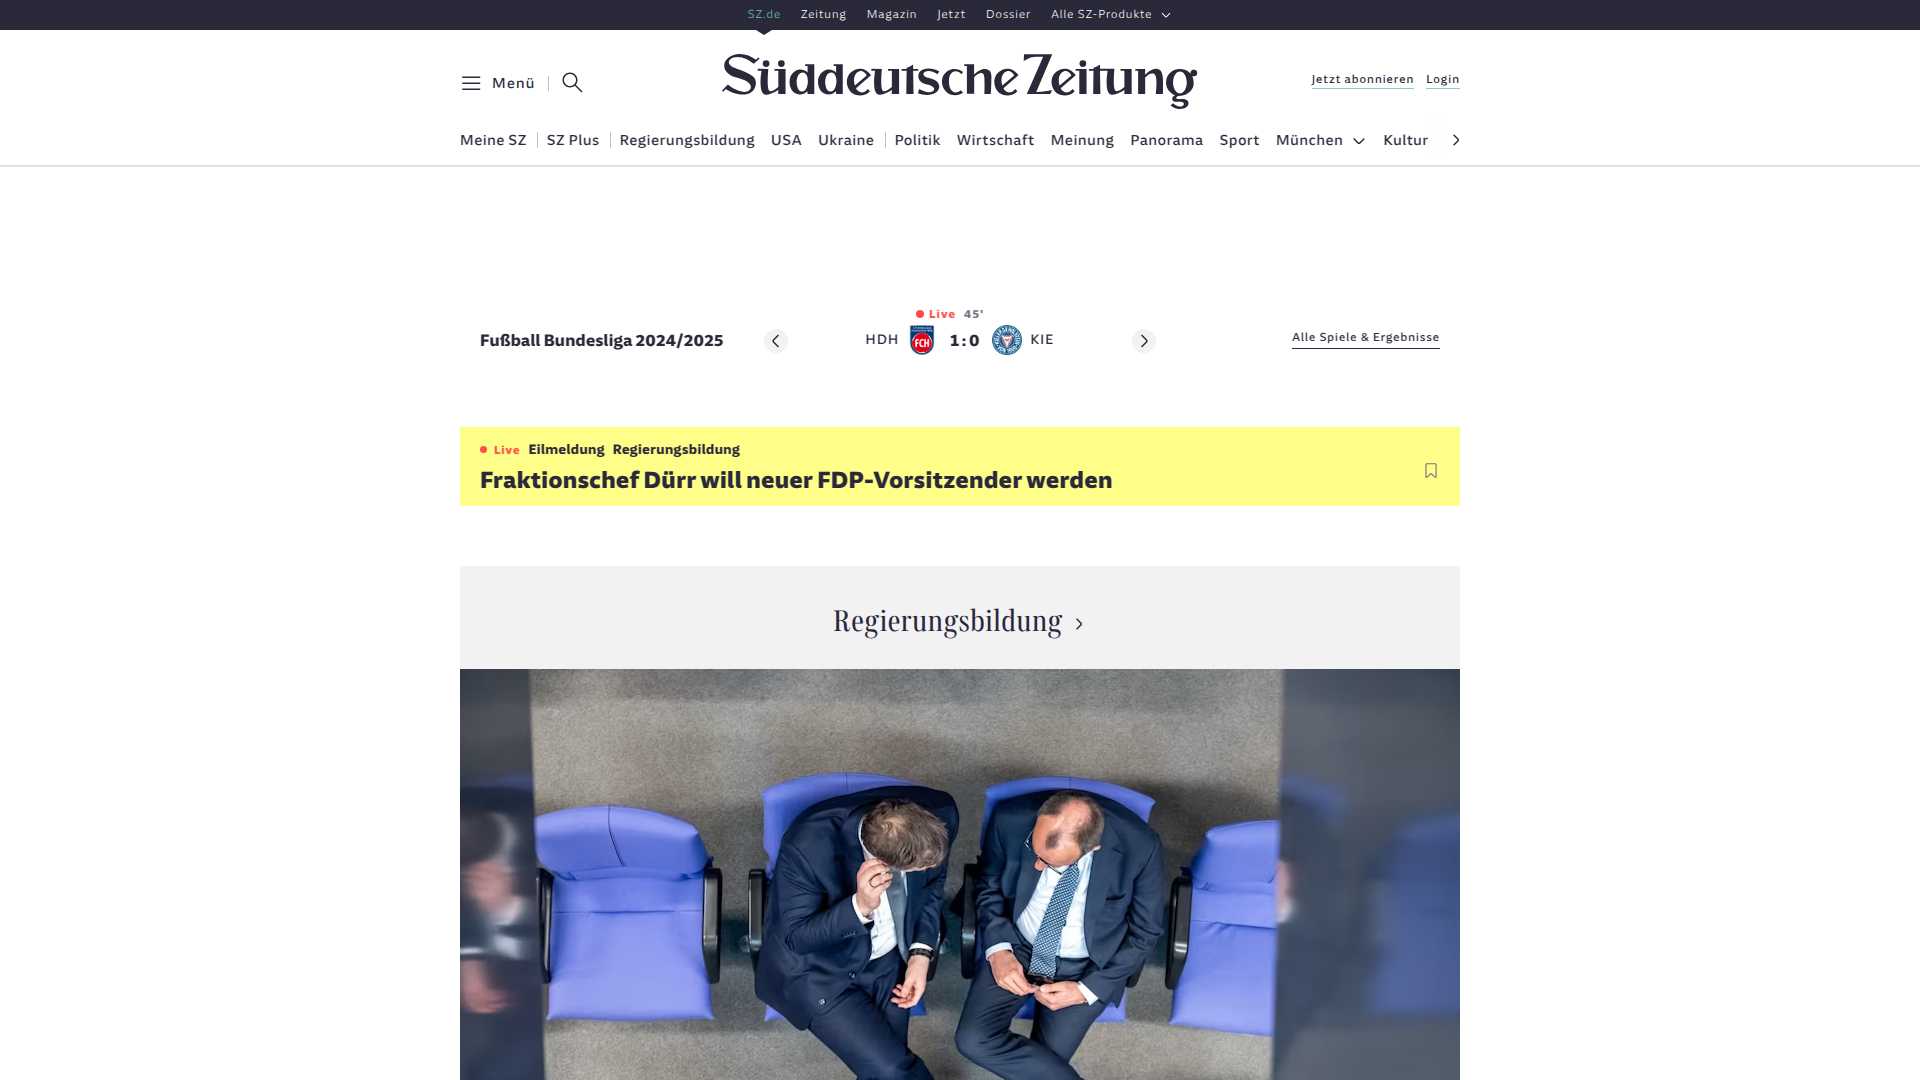 SZ.de Zeitung Magazin Jetzt Dossier Alle SZ-Produkte
Menü
Süddeutsche Zeitung
Jetzt abonnieren Login
Meine SZ SZ Plus Regierungsbildung USA Ukraine Politik Wirtschaft Meinung Panorama Sport München Kultur
Live 45'
Fußball Bundesliga 2024/2025
HDH FCH 1:0 KIE
Alle Spiele & Ergebnisse
Live Eilmeldung Regierungsbildung
Fraktionschef Dürr will neuer FDP-Vorsitzender werden
Regierungsbildung